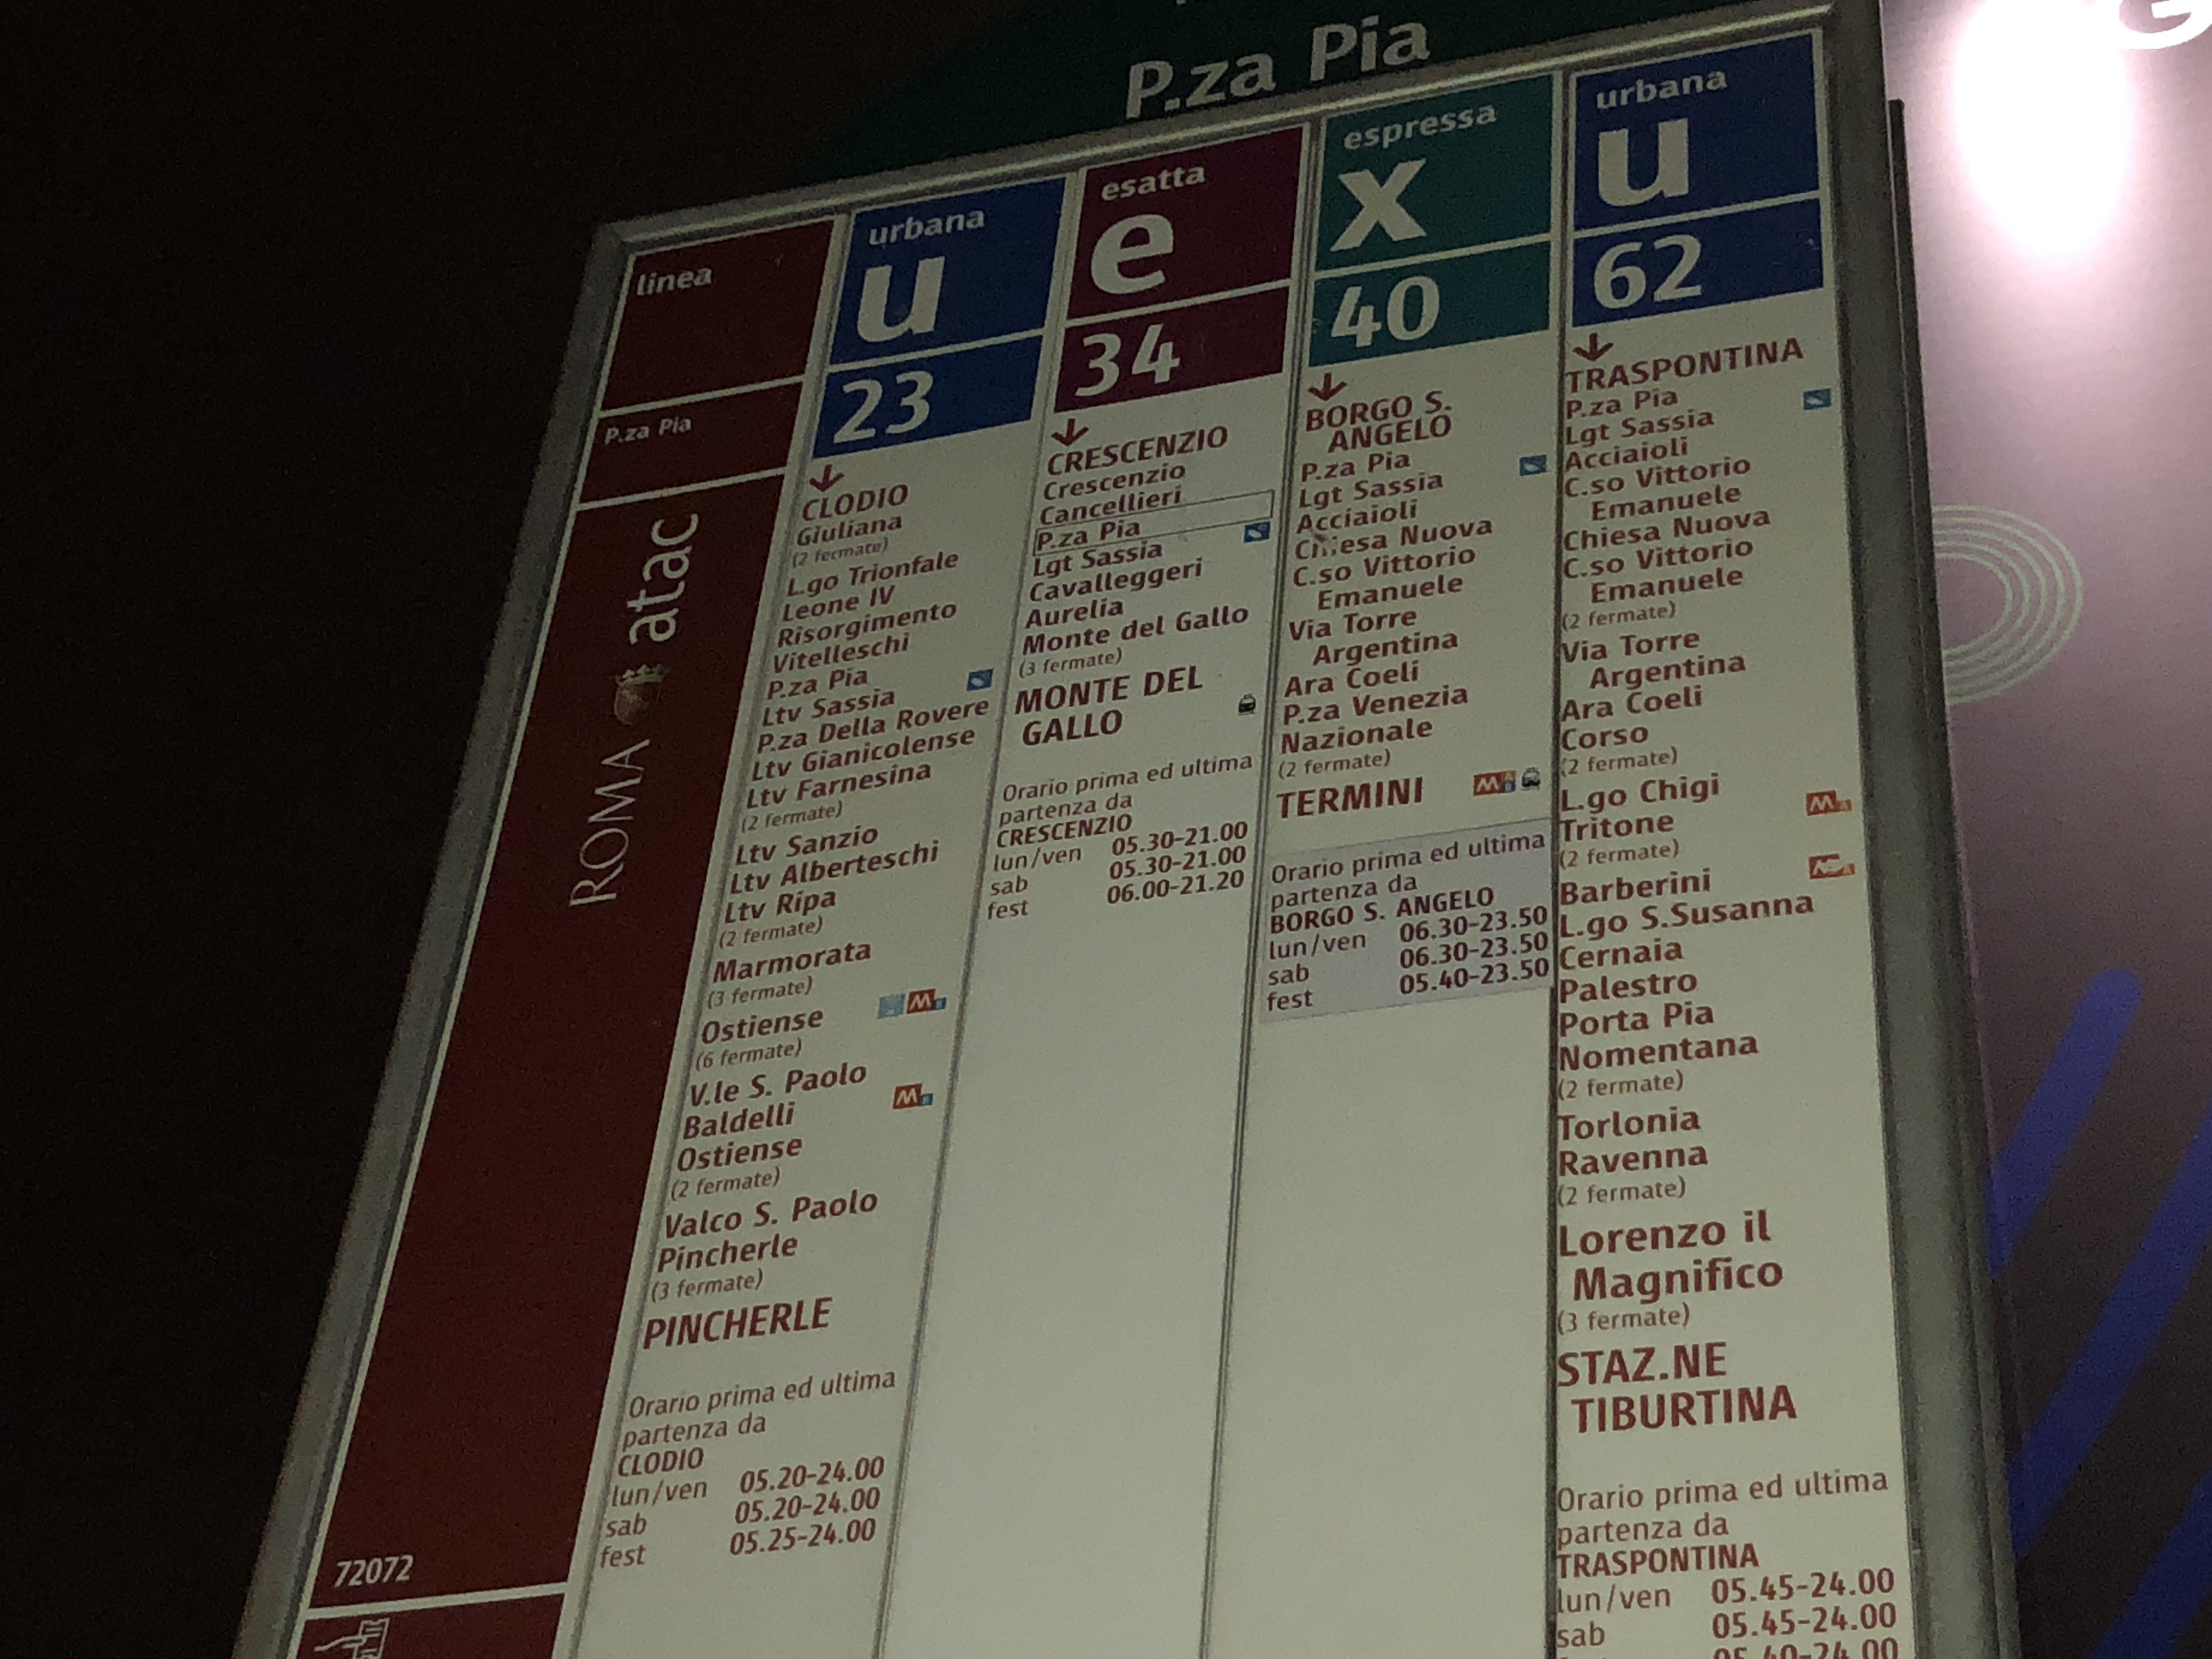 P.za Pia
linea
P.za Pia
ROMA atac
72072
urbana
u
23
CLODIO
Giuliana
(2 fermate)
L.go Trionfale
Leone IV
Risorgimento
Vitelleschi
P.za Pia
Ltv Sassia
P.za Della Rovere
Ltv Gianicolense
Ltv Farnesina
(2 fermate)
Ltv Sanzio
Ltv Alberteschi
Ltv Ripa
(2 fermate)
Marmorata
(3 fermate)
Ostiense
M
(6 fermate)
V.le S. Paolo
Baldelli
M
Ostiense
(2 fermate)
Valco S. Paolo
Pincherle
(3 fermate)
PINCHERLE
Orario prima ed ultima
partenza da
CLODIO
lun/ven 05.20-24.00
sab 05.20-24.00
fest 05.25-24.00
esatta
e
34
CRESCENZIO
Crescenzio
Cancellieri
P.za Pia
Lgt Sassia
Cavalleggeri
Aurelia
Monte del Gallo
(3 fermate)
MONTE DEL
GALLO
Orario prima ed ultima
partenza da
CRESCENZIO
lun/ven 05.30-21.00
sab 05.30-21.00
fest 06.00-21.20
espressa
x
40
BORGO S.
ANGELO
P.za Pia
Lgt Sassia
Acciaioli
Chiesa Nuova
C.so Vittorio
Emanuele
Via Torre
Argentina
Ara Coeli
P.za Venezia
Nazionale
(2 fermate)
TERMINI M
Orario prima ed ultima
partenza da
BORGO S. ANGELO
lun/ven 06.30-23.50
sab 06.30-23.50
fest 05.40-23.50
urbana
u
62
TRASPONTINA
P.za Pia
Lgt Sassia
Acciaioli
C.so Vittorio
Emanuele
Chiesa Nuova
C.so Vittorio
Emanuele
(2 fermate)
Via Torre
Argentina
Ara Coeli
Corso
(2 fermate)
L.go Chigi
Tritone M
(2 fermate)
Barberini
L.go S.Susanna
Cernaia
Palestro
Porta Pia
Nomentana
(2 fermate)
Torlonia
Ravenna
(2 fermate)
Lorenzo il
Magnifico
(3 fermate)
STAZ.NE
TIBURTINA
Orario prima ed ultima
partenza da
TRASPONTINA
lun/ven 05.45-24.00
sab 05.45-24.00
05.40-24.00